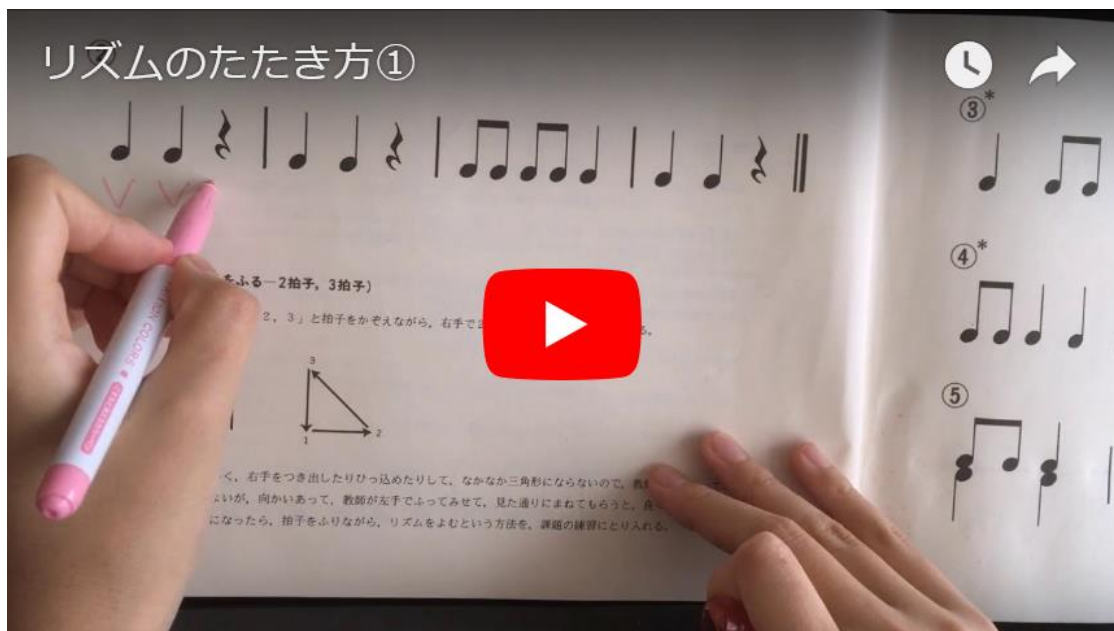 リズムのたたき方①
③*
をふる―2拍子，3拍子）
2，3」と拍子をかぞえながら，右手で
る。
3
1
2
④*
⑤
く，右手をつき出したりひっ込めたりして，なかなか三角形にならないので，教
よいが，向かいあって，教師が左手でふってみせて，見た通りにまねてもらうと，良
になったら，拍子をふりながら，リズムをよむという方法を，課題の練習にとり入れる。
COLORS